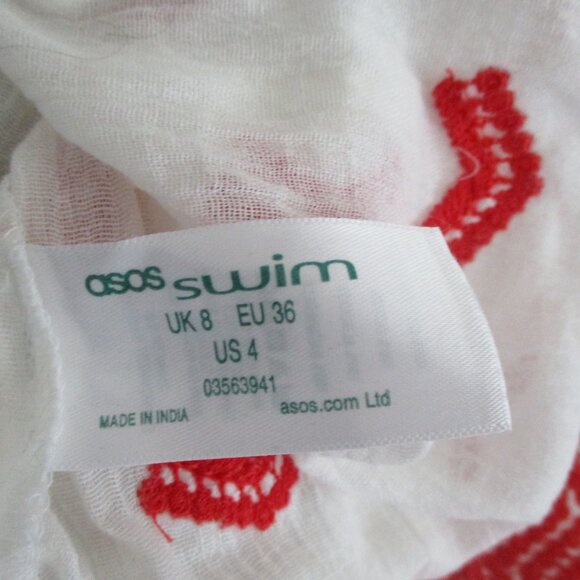 asos swim
UK 8 EU 36
US 4
03563941
MADE IN INDIA asos.com Ltd